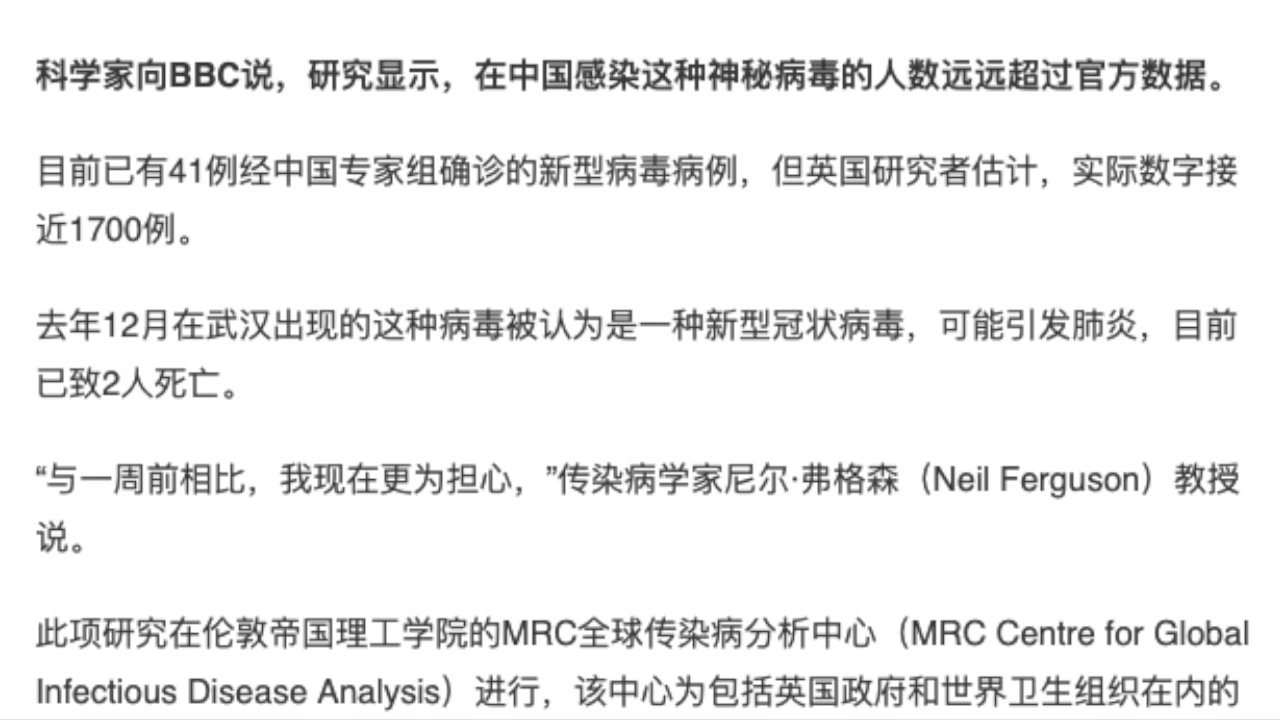 科学家向BBC说，研究显示，在中国感染这种神秘病毒的人数远远超过官方数据。
目前已有41例经中国专家组确诊的新型病毒病例，但英国研究者估计，实际数字接
近1700例。
去年12月在武汉出现的这种病毒被认为是一种新型冠状病毒，可能引发肺炎，目前
已致2人死亡。
“与一周前相比，我现在更为担心，”传染病学家尼尔·弗格森（Neil Ferguson）教授
说。
此项研究在伦敦帝国理工学院的MRC全球传染病分析中心（MRC Centre for Global
Infectious Disease Analysis）进行，该中心为包括英国政府和世界卫生组织在内的